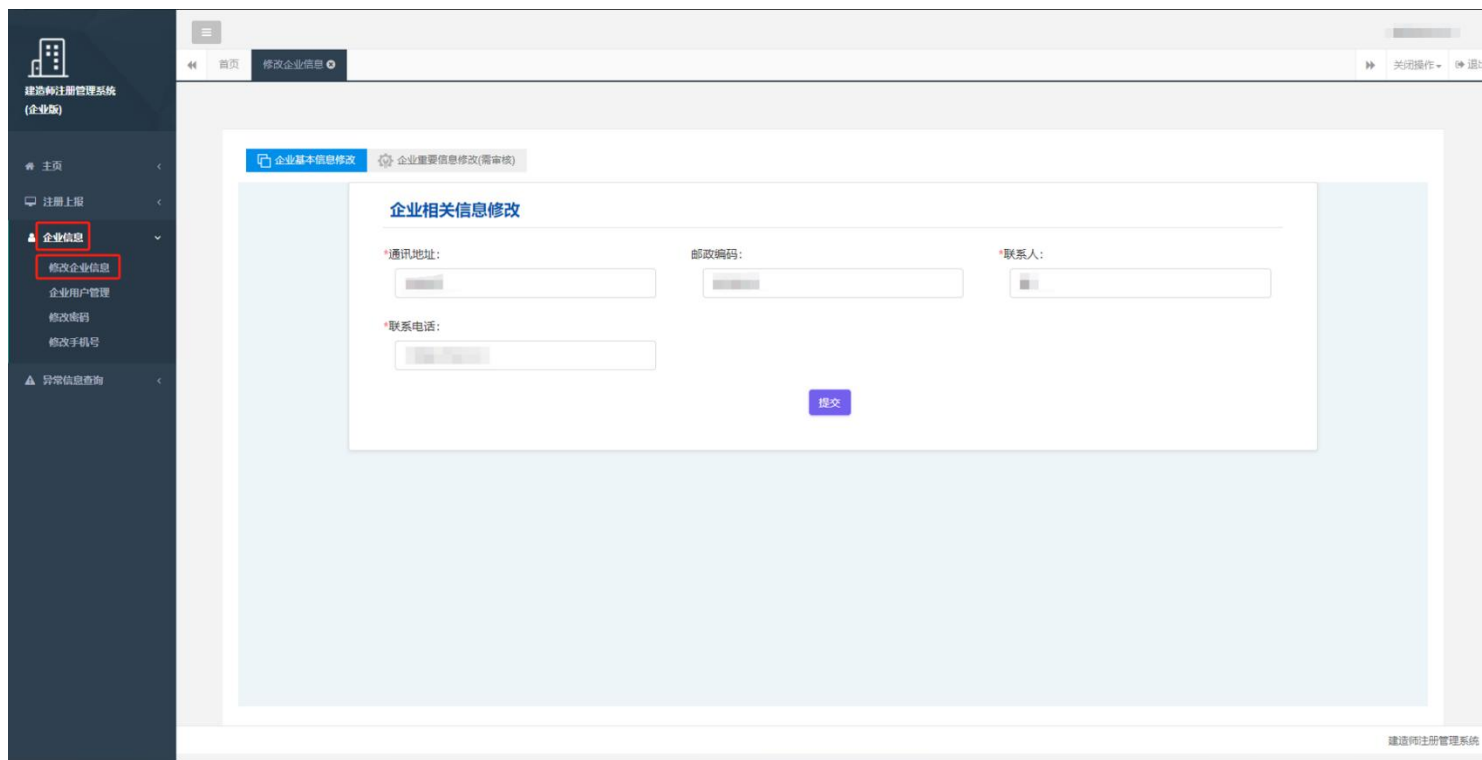 建造师注册管理系统
(企业版)
主页
注册上报
企业信息
修改企业信息
企业用户管理
修改密码
修改手机号
异常信息查询
首页
修改企业信息
关闭操作
企业基本信息修改
企业重要信息修改(需审核)
企业相关信息修改
*通讯地址:
邮政编码:
*联系人:
*联系电话:
提交
建造师注册管理系统